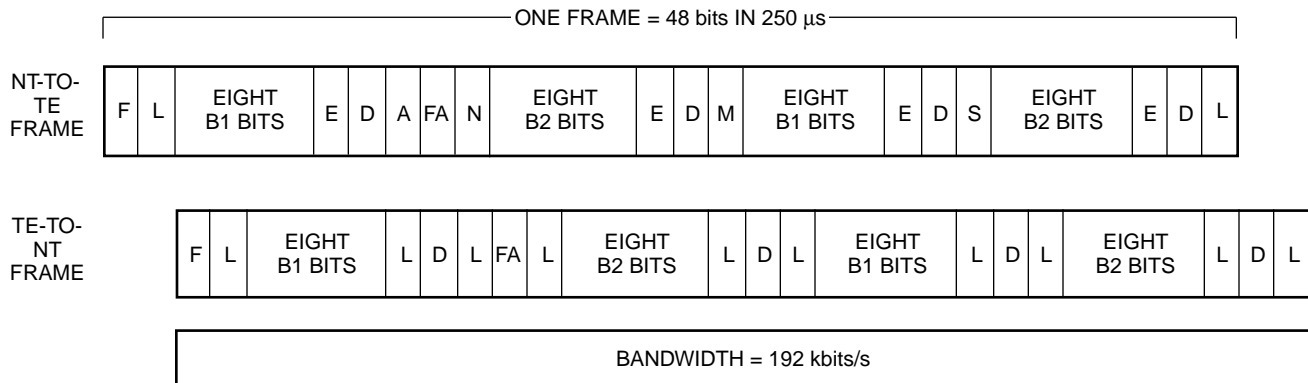 ONE FRAME = 48 bits IN 250 μs
NT-TO-
TE
FRAME
F L EIGHT B1 BITS E D A FA N EIGHT B2 BITS E D M EIGHT B1 BITS E D S EIGHT B2 BITS E D L
TE-TO-
NT
FRAME
F L EIGHT B1 BITS L D L FA L EIGHT B2 BITS L D L EIGHT B1 BITS L D L EIGHT B2 BITS L D L
BANDWIDTH = 192 kbits/s